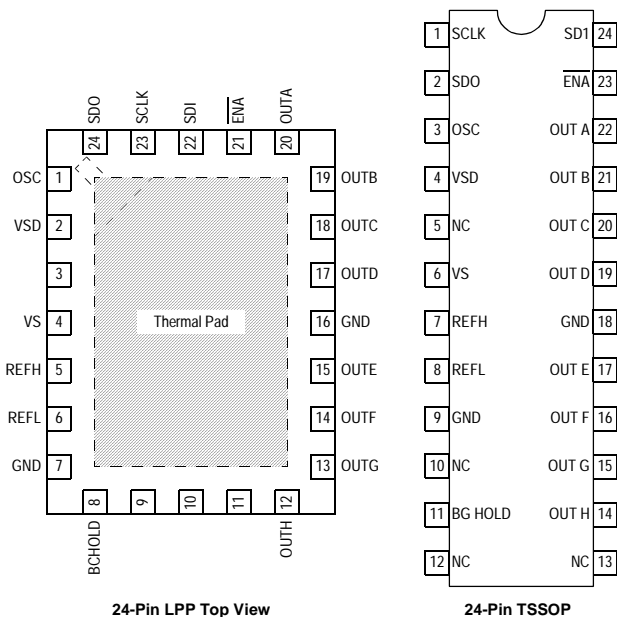 SDO
SCLK
SDI
ENA
OUTA
24
23
22
21
20
OSC 1
VSD 2
3
VS 4
REFH 5
REFL 6
GND 7
19 OUTB
18 OUTC
17 OUTD
16 GND
15 OUTE
14 OUTF
13 OUTG
Thermal Pad
8
9
10
11
12
BCHOLD
OUTH
24-Pin LPP Top View
1 SCLK SD1 24
2 SDO ENA 23
3 OSC OUT A 22
4 VSD OUT B 21
5 NC OUT C 20
6 VS OUT D 19
7 REFH GND 18
8 REFL OUT E 17
9 GND OUT F 16
10 NC OUT G 15
11 BG HOLD OUT H 14
12 NC NC 13
24-Pin TSSOP